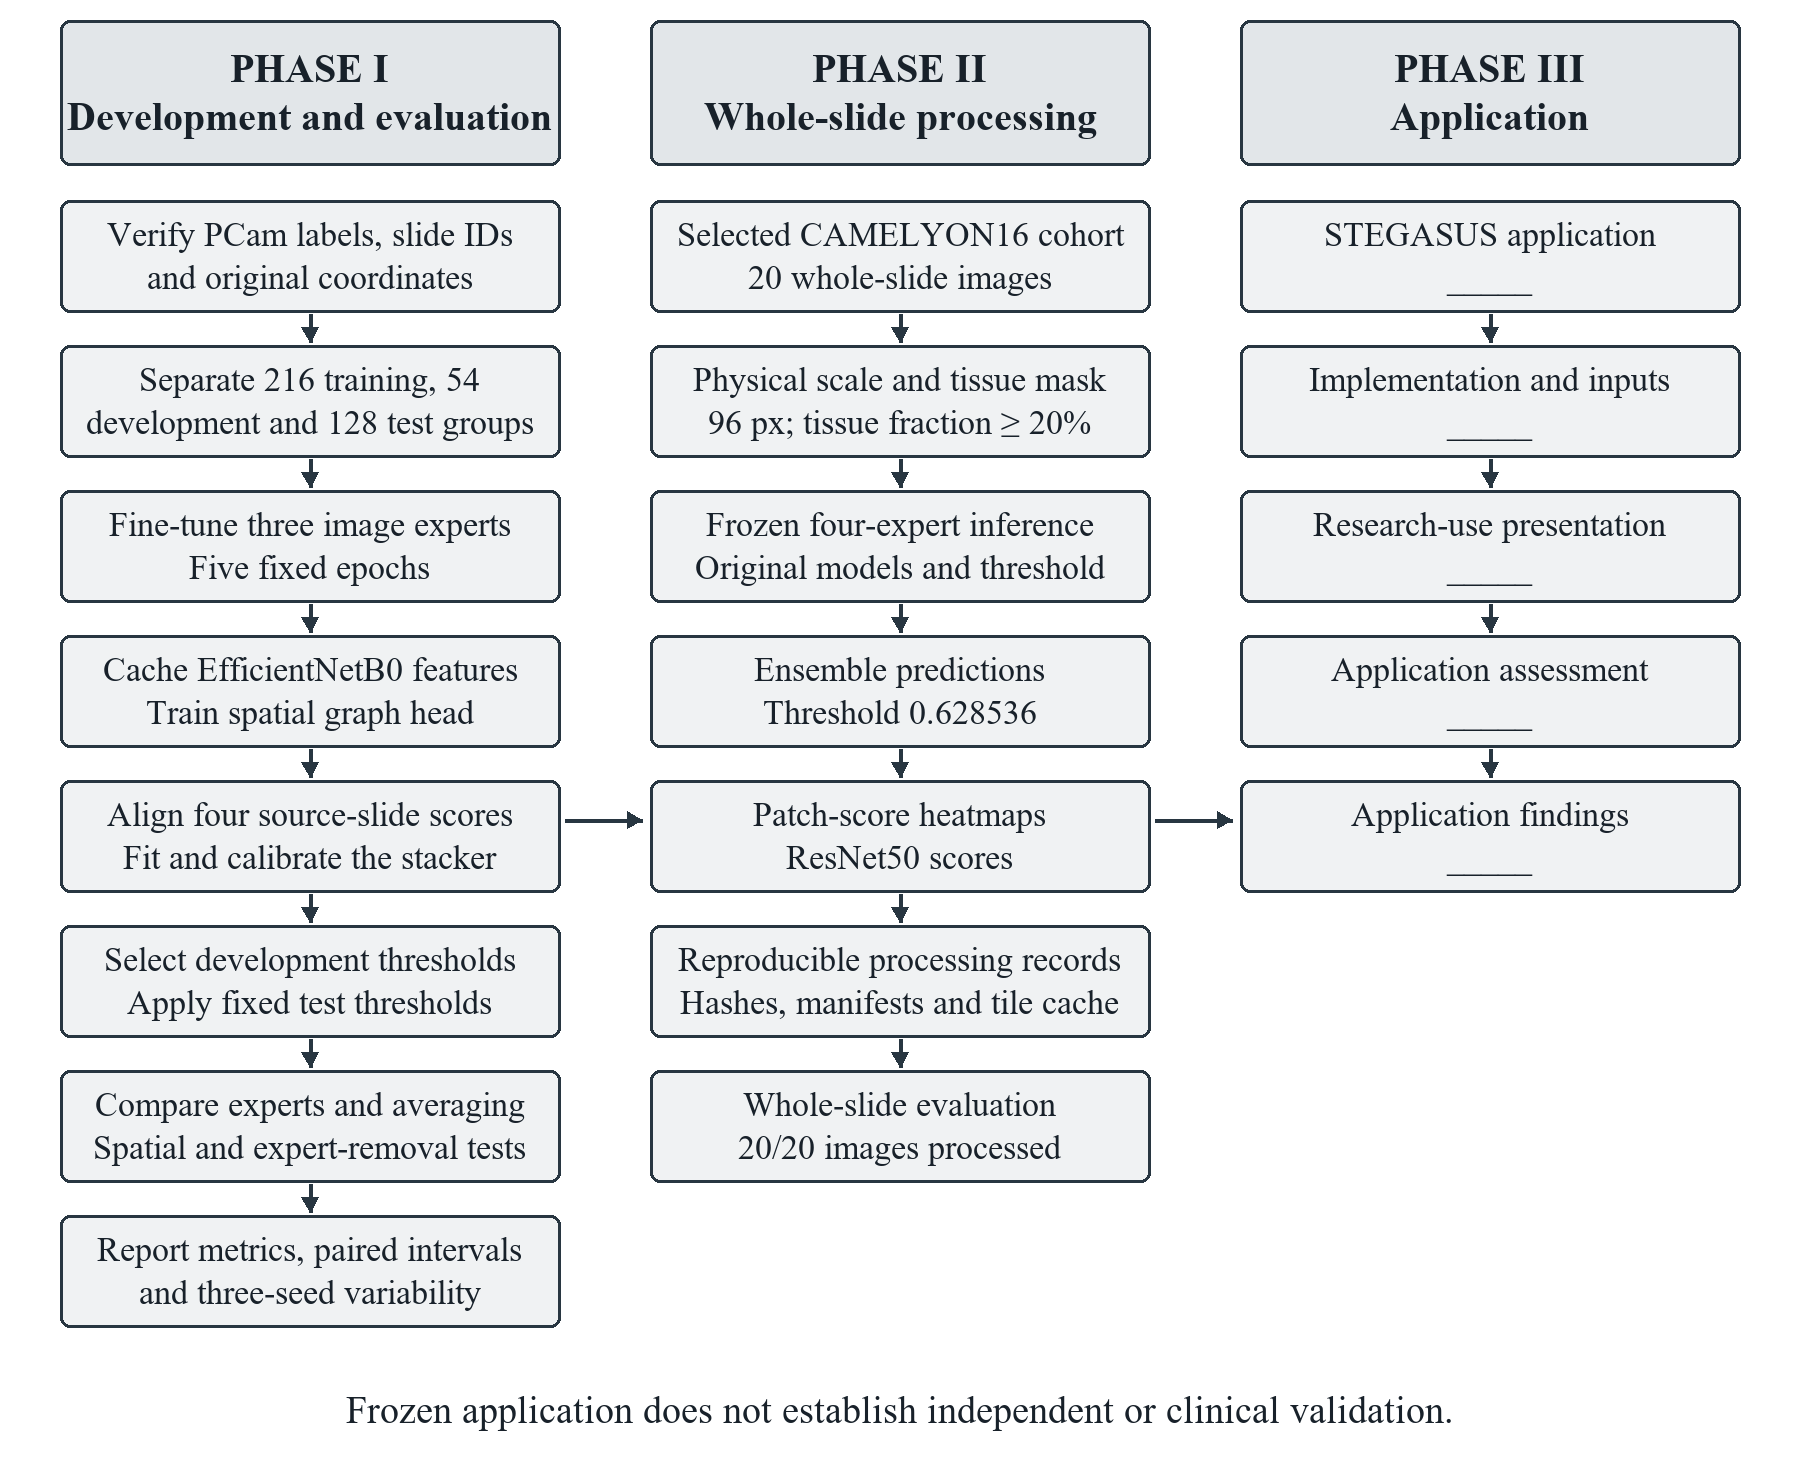 PHASE I
Development and evaluation
Verify PCam labels, slide IDs
and original coordinates
Separate 216 training, 54
development and 128 test groups
Fine-tune three image experts
Five fixed epochs
Cache EfficientNetB0 features
Train spatial graph head
Align four source-slide scores
Fit and calibrate the stacker
Select development thresholds
Apply fixed test thresholds
Compare experts and averaging
Spatial and expert-removal tests
Report metrics, paired intervals
and three-seed variability
PHASE II
Whole-slide processing
Selected CAMELYON16 cohort
20 whole-slide images
Physical scale and tissue mask
96 px; tissue fraction ≥ 20%
Frozen four-expert inference
Original models and threshold
Ensemble predictions
Threshold 0.628536
Patch-score heatmaps
ResNet50 scores
Reproducible processing records
Hashes, manifests and tile cache
Whole-slide evaluation
20/20 images processed
PHASE III
Application
STEGASUS application
_____
Implementation and inputs
_____
Research-use presentation
_____
Application assessment
_____
Application findings
_____
Frozen application does not establish independent or clinical validation.